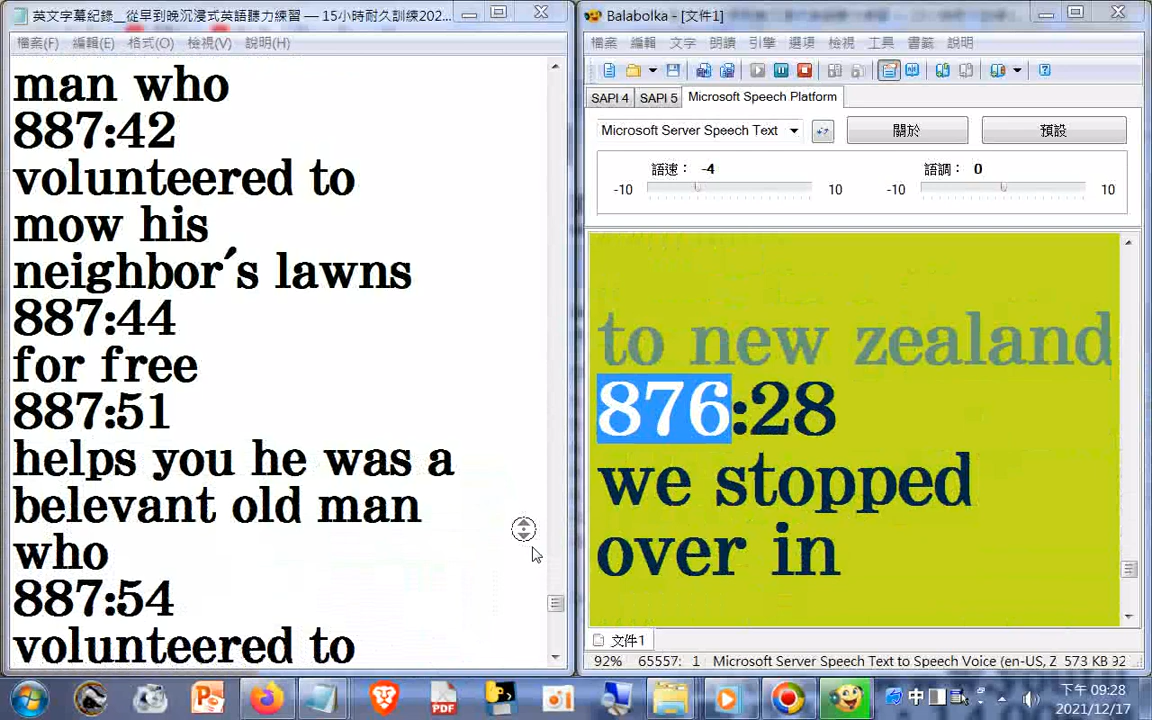 英文字幕紀錄__從早到晚沉浸式英語聽力練習 — 15小時耐久訓練202...
檔案(F) 編輯(E) 格式(O) 檢視(V) 說明(H)
man who
887:42
volunteered to
mow his
neighbor's lawns
887:44
for free
887:51
helps you he was a
belevant old man
who
887:54
volunteered to
Balabolka - [文件1]
檔案 編輯 文字 朗讀 引擎 選項 檢視 工具 書籤 說明
SAPI 4 SAPI 5 Microsoft Speech Platform
Microsoft Server Speech Text 關於 預設
語速： -4 語調： 0
-10 10 -10 10
to new zealand
876:28
we stopped
over in
文件1
92% 65557: 1 Microsoft Server Speech Text to Speech Voice (en-US, Z 573 KB 92
PDF
中
下午 09:28
2021/12/17